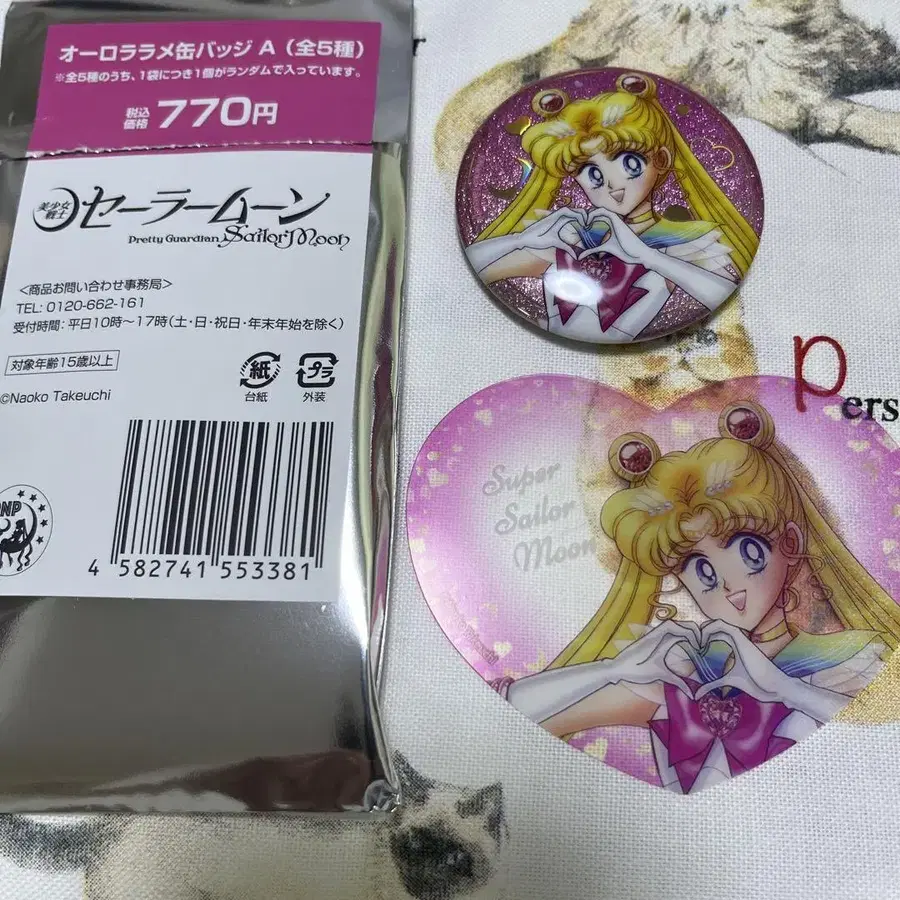 オーロララメ缶バッジ A（全5種）
※全5種のうち、1袋につき1個がランダムで入っています。
税込価格 770円
美少女戦士 セーラームーン
Pretty Guardian Sailor Moon
＜商品お問い合わせ事務局＞
TEL: 0120-662-161
受付時間：平日10時〜17時（土・日・祝日・年末年始を除く）
対象年齢15歳以上
©Naoko Takeuchi
紙
台紙
プラ
外装
4 582741 553381
Super
Sailor
Moon
pers